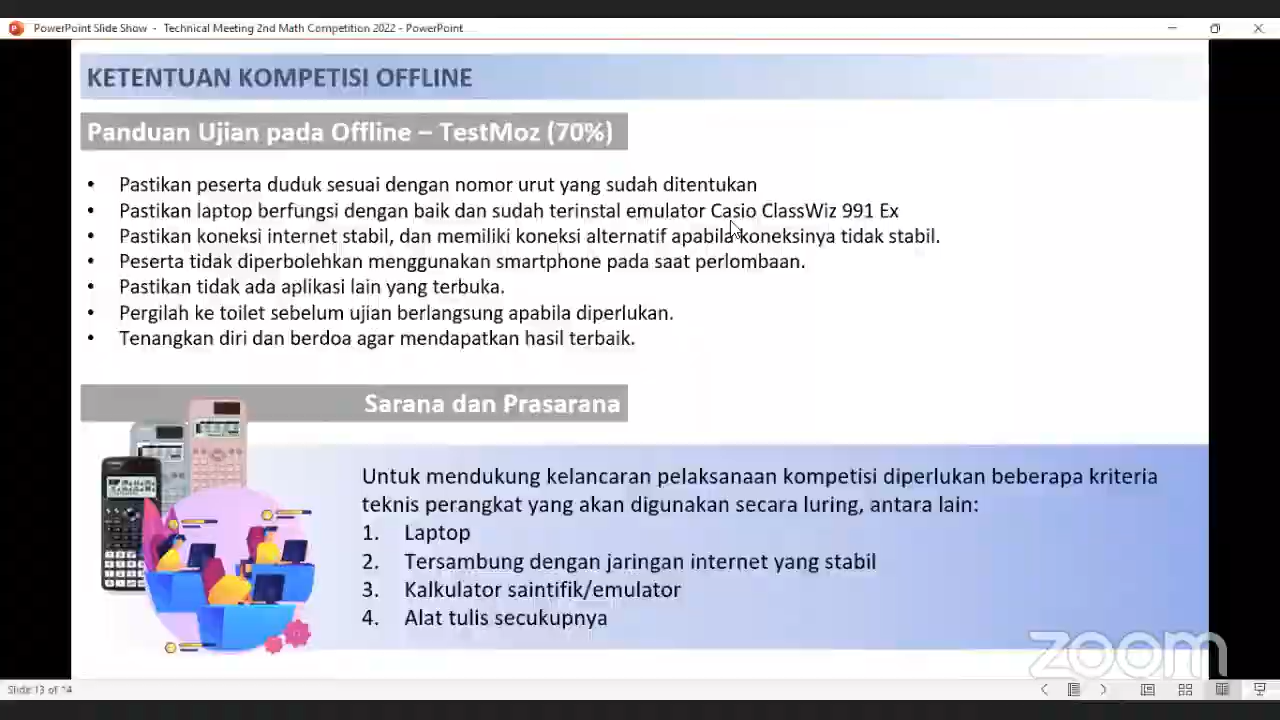 PowerPoint Slide Show - Technical Meeting 2nd Math Competition 2022 - PowerPoint
KETENTUAN KOMPETISI OFFLINE
Panduan Ujian pada Offline – TestMoz (70%)
• Pastikan peserta duduk sesuai dengan nomor urut yang sudah ditentukan
• Pastikan laptop berfungsi dengan baik dan sudah terinstal emulator Casio ClassWiz 991 Ex
• Pastikan koneksi internet stabil, dan memiliki koneksi alternatif apabila koneksinya tidak stabil.
• Peserta tidak diperbolehkan menggunakan smartphone pada saat perlombaan.
• Pastikan tidak ada aplikasi lain yang terbuka.
• Pergilah ke toilet sebelum ujian berlangsung apabila diperlukan.
• Tenangkan diri dan berdoa agar mendapatkan hasil terbaik.
Sarana dan Prasarana
Untuk mendukung kelancaran pelaksanaan kompetisi diperlukan beberapa kriteria
teknis perangkat yang akan digunakan secara luring, antara lain:
1. Laptop
2. Tersambung dengan jaringan internet yang stabil
3. Kalkulator saintifik/emulator
4. Alat tulis secukupnya
zoom
Slide 13 of 14